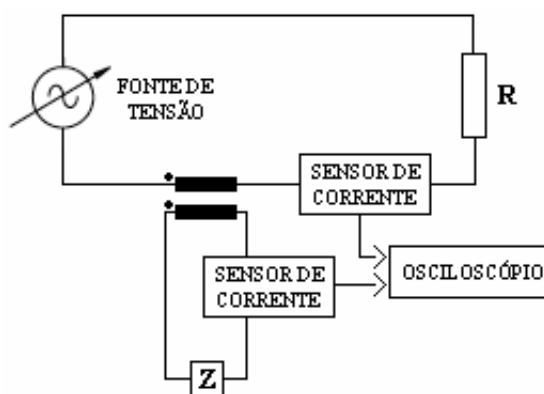 FONTE DE
TENSÃO
R
SENSOR DE
CORRENTE
OSCILOSCÓPIO
SENSOR DE
CORRENTE
Z